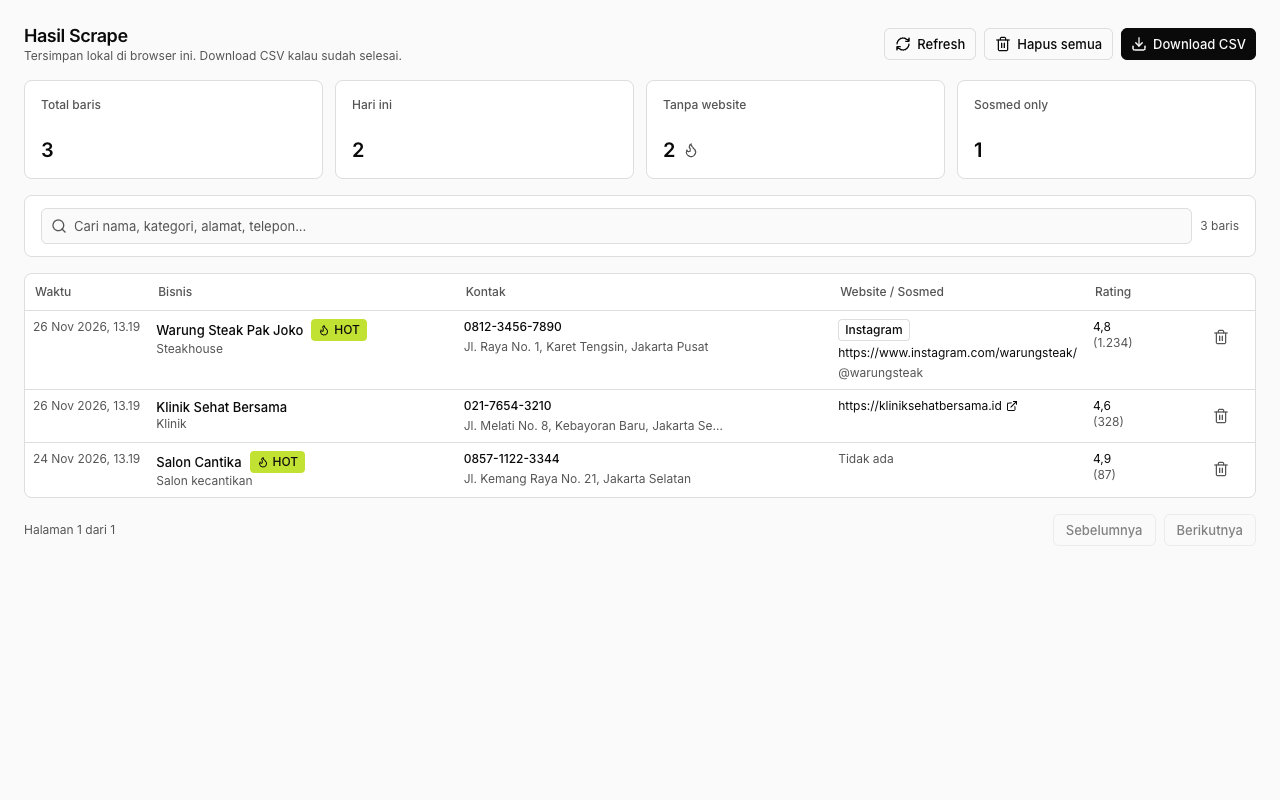 Hasil Scrape
Tersimpan lokal di browser ini. Download CSV kalau sudah selesai.
Refresh
Hapus semua
Download CSV
Total baris
3
Hari ini
2
Tanpa website
2
Sosmed only
1
Cari nama, kategori, alamat, telepon...
3 baris
Waktu Bisnis Kontak Website / Sosmed Rating
26 Nov 2026, 13.19
Warung Steak Pak Joko HOT
Steakhouse
0812-3456-7890
Jl. Raya No. 1, Karet Tengsin, Jakarta Pusat
Instagram
https://www.instagram.com/warungsteak/
@warungsteak
4,8
(1.234)
26 Nov 2026, 13.19
Klinik Sehat Bersama
Klinik
021-7654-3210
Jl. Melati No. 8, Kebayoran Baru, Jakarta Se...
https://kliniksehatbersama.id
4,6
(328)
24 Nov 2026, 13.19
Salon Cantika HOT
Salon kecantikan
0857-1122-3344
Jl. Kemang Raya No. 21, Jakarta Selatan
Tidak ada
4,9
(87)
Halaman 1 dari 1
Sebelumnya
Berikutnya